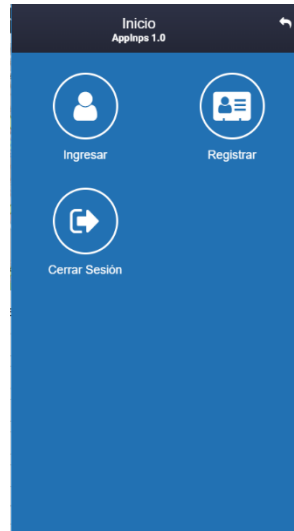 Inicio
AppInps 1.0
Ingresar
Registrar
Cerrar Sesión